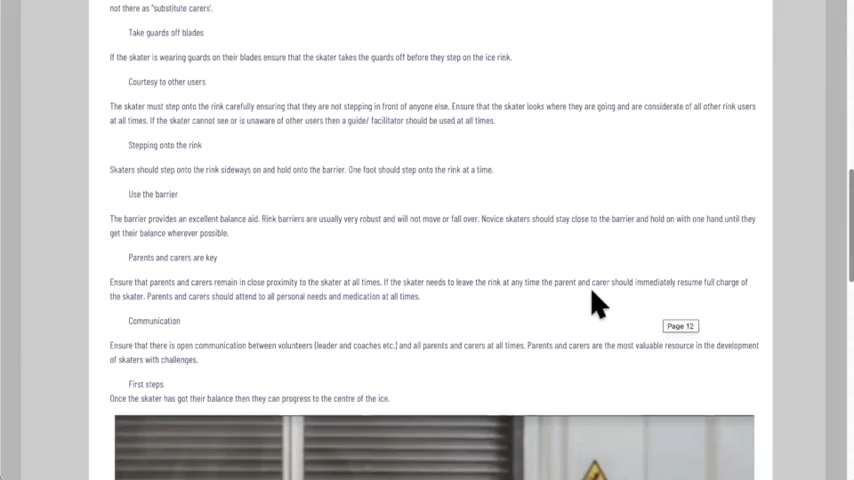 not there as "substitute carers'.
Take guards off blades
If the skater is wearing guards on their blades ensure that the skater takes the guards off before they step on the ice rink.
Courtesy to other users
The skater must step onto the rink carefully ensuring that they are not stepping in front of anyone else. Ensure that the skater looks where they are going and are considerate of all other rink users
at all times. If the skater cannot see or is unaware of other users then a guide/ facilitator should be used at all times.
Stepping onto the rink
Skaters should step onto the rink sideways on and hold onto the barrier. One foot should step onto the rink at a time.
Use the barrier
The barrier provides an excellent balance aid. Rink barriers are usually very robust and will not move or fall over. Novice skaters should stay close to the barrier and hold on with one hand until they
get their balance wherever possible.
Parents and carers are key
Ensure that parents and carers remain in close proximity to the skater at all times. If the skater needs to leave the rink at any time the parent and carer should immediately resume full charge of
the skater. Parents and carers should attend to all personal needs and medication at all times.
Communication
Page 12
Ensure that there is open communication between volunteers (leader and coaches etc.) and all parents and carers at all times. Parents and carers are the most valuable resource in the development
of skaters with challenges.
First steps
Once the skater has got their balance then they can progress to the centre of the ice.